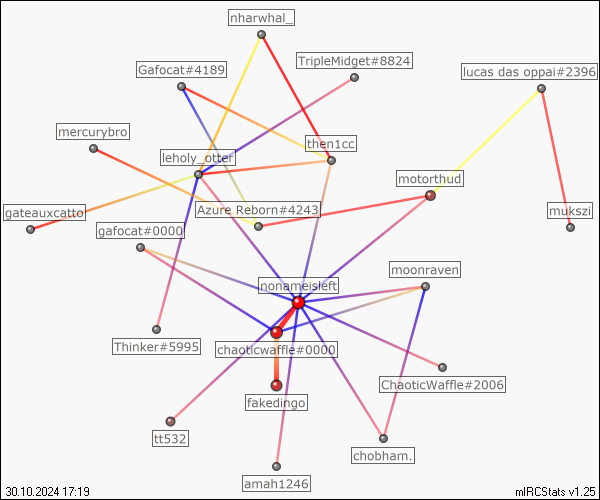 nharwhal_
TripleMidget#8824
Gafocat#4189
lucas das oppai#2396
mercurybro
then1cc
leholy_otter
motorthud
gateauxcatto
Azure Reborn#4243
mukszi
gafocat#0000
moonraven
nonameisleft
Thinker#5995
chaoticwaffle#0000
ChaoticWaffle#2006
fakedingo
tt532
chobham.
amah1246
30.10.2024 17:19
mIRCStats v1.25